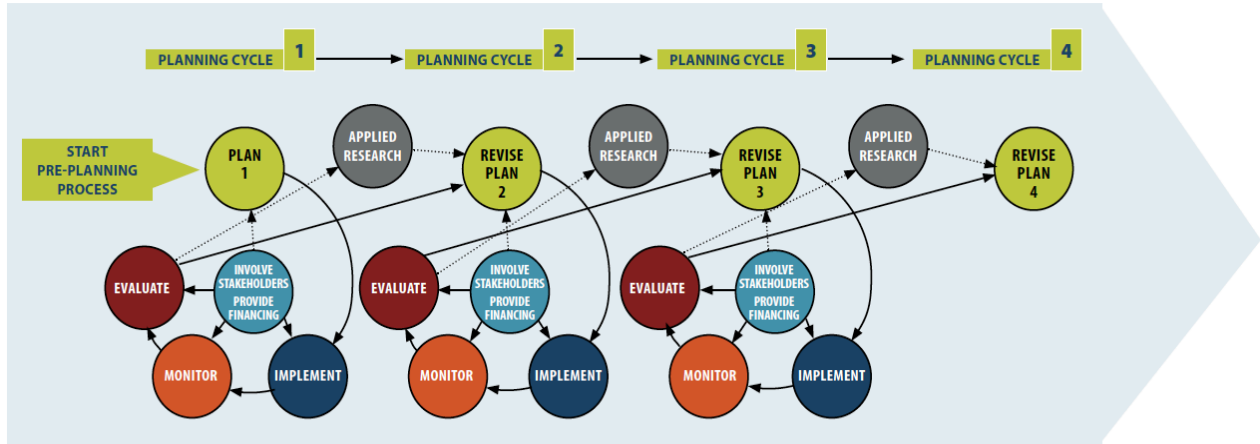 PLANNING CYCLE 1
PLANNING CYCLE 2
PLANNING CYCLE 3
PLANNING CYCLE 4
START
PRE-PLANNING
PROCESS
PLAN
1
APPLIED
RESEARCH
REVISE
PLAN
2
APPLIED
RESEARCH
REVISE
PLAN
3
APPLIED
RESEARCH
REVISE
PLAN
4
EVALUATE
INVOLVE
STAKEHOLDERS
PROVIDE
FINANCING
MONITOR
IMPLEMENT
EVALUATE
INVOLVE
STAKEHOLDERS
PROVIDE
FINANCING
MONITOR
IMPLEMENT
EVALUATE
INVOLVE
STAKEHOLDERS
PROVIDE
FINANCING
MONITOR
IMPLEMENT